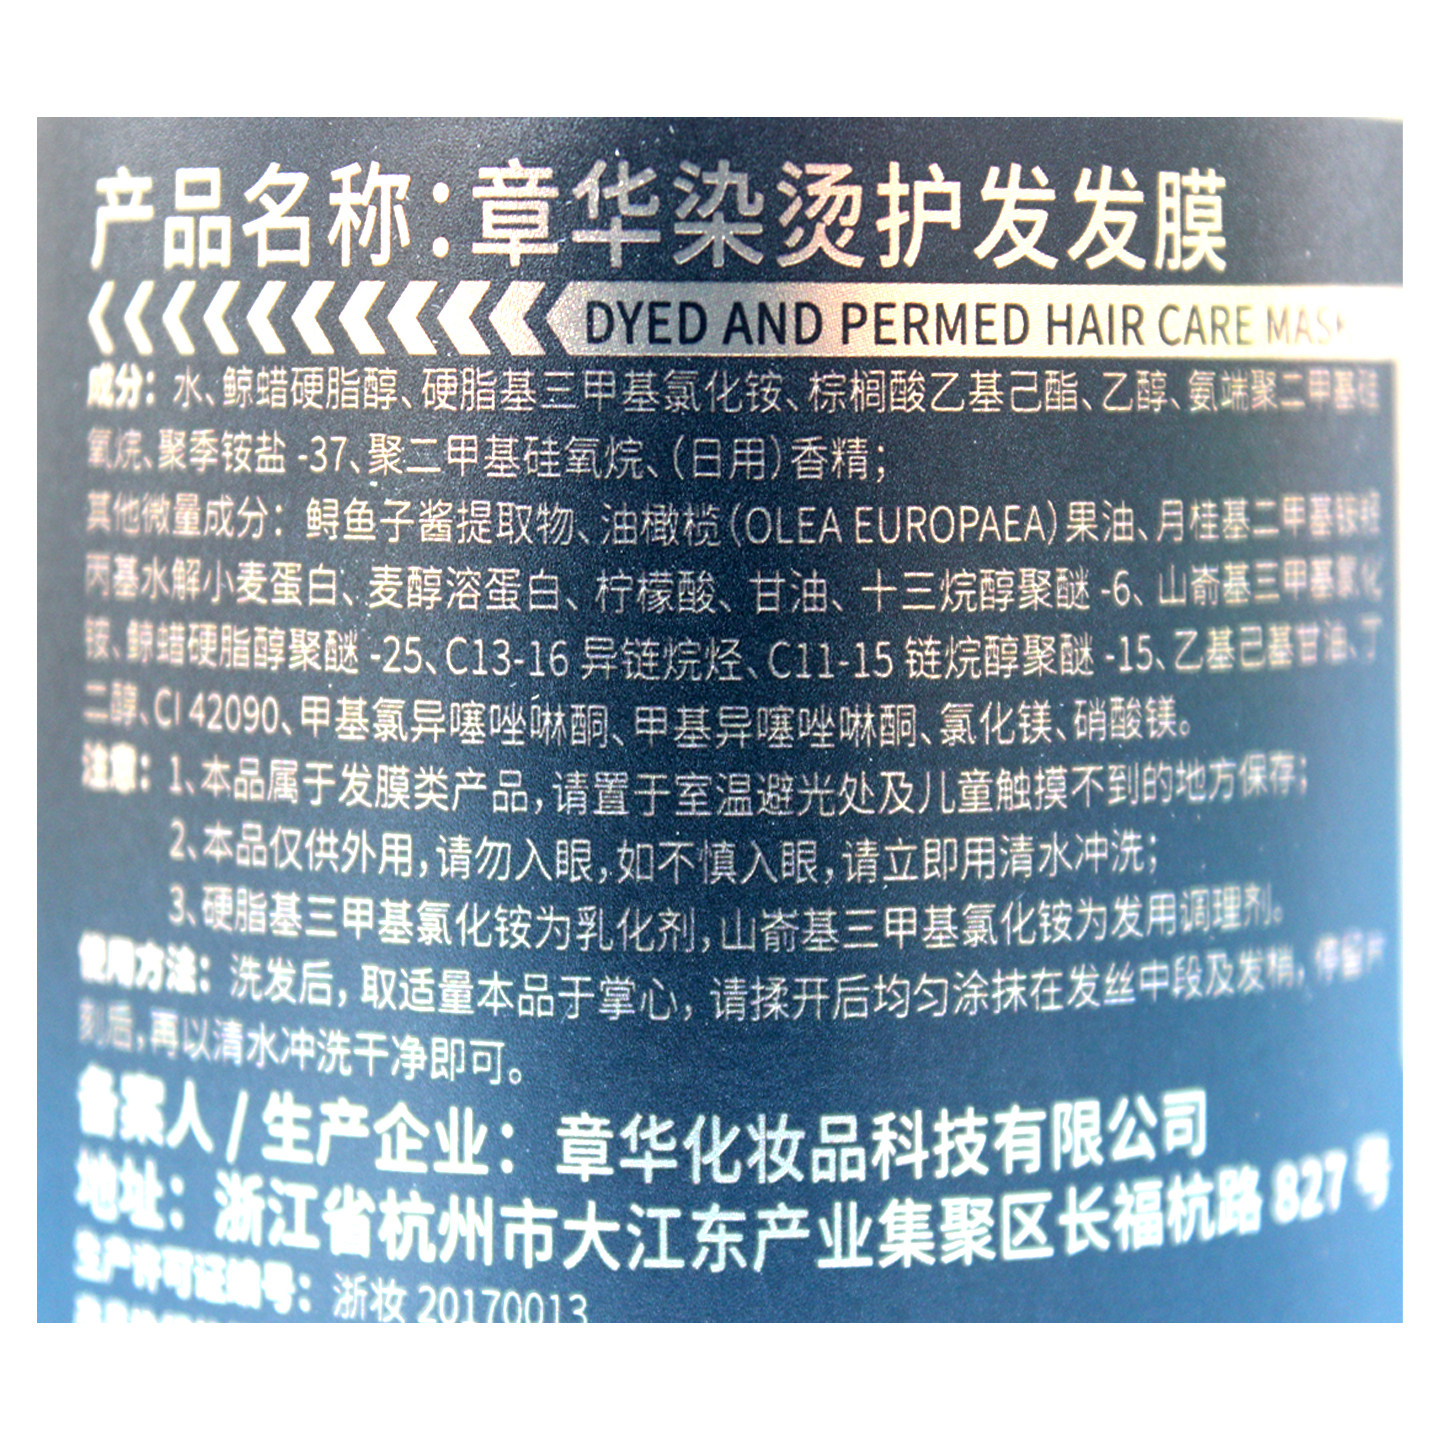 产品名称：章华染烫护发发膜
DYED AND PERMED HAIR CARE MASK
成分：水、鲸蜡硬脂醇、硬脂基三甲基氯化铵、棕榈酸乙基己酯、乙醇、氨端聚二甲基硅
氧烷、聚季铵盐 -37、聚二甲基硅氧烷、（日用）香精；
其他微量成分：鲟鱼子酱提取物、油橄榄（OLEA EUROPAEA）果油、月桂基二甲基铵羟
丙基水解小麦蛋白、麦醇溶蛋白、柠檬酸、甘油、十三烷醇聚醚 -6、山嵛基三甲基氯化
铵、鲸蜡硬脂醇聚醚 -25、C13-16 异链烷烃、C11-15 链烷醇聚醚 -15、乙基己基甘油、丁
二醇、CI 42090、甲基氯异噻唑啉酮、甲基异噻唑啉酮、氯化镁、硝酸镁。
注意：1、本品属于发膜类产品，请置于室温避光处及儿童触摸不到的地方保存；
2、本品仅供外用，请勿入眼，如不慎入眼，请立即用清水冲洗；
3、硬脂基三甲基氯化铵为乳化剂，山嵛基三甲基氯化铵为发用调理剂。
使用方法：洗发后，取适量本品于掌心，请揉开后均匀涂抹在发丝中段及发梢，停留片
刻后，再以清水冲洗干净即可。
备案人 / 生产企业：章华化妆品科技有限公司
地址：浙江省杭州市大江东产业集聚区长福杭路 827 号
生产许可证编号：浙妆 20170013